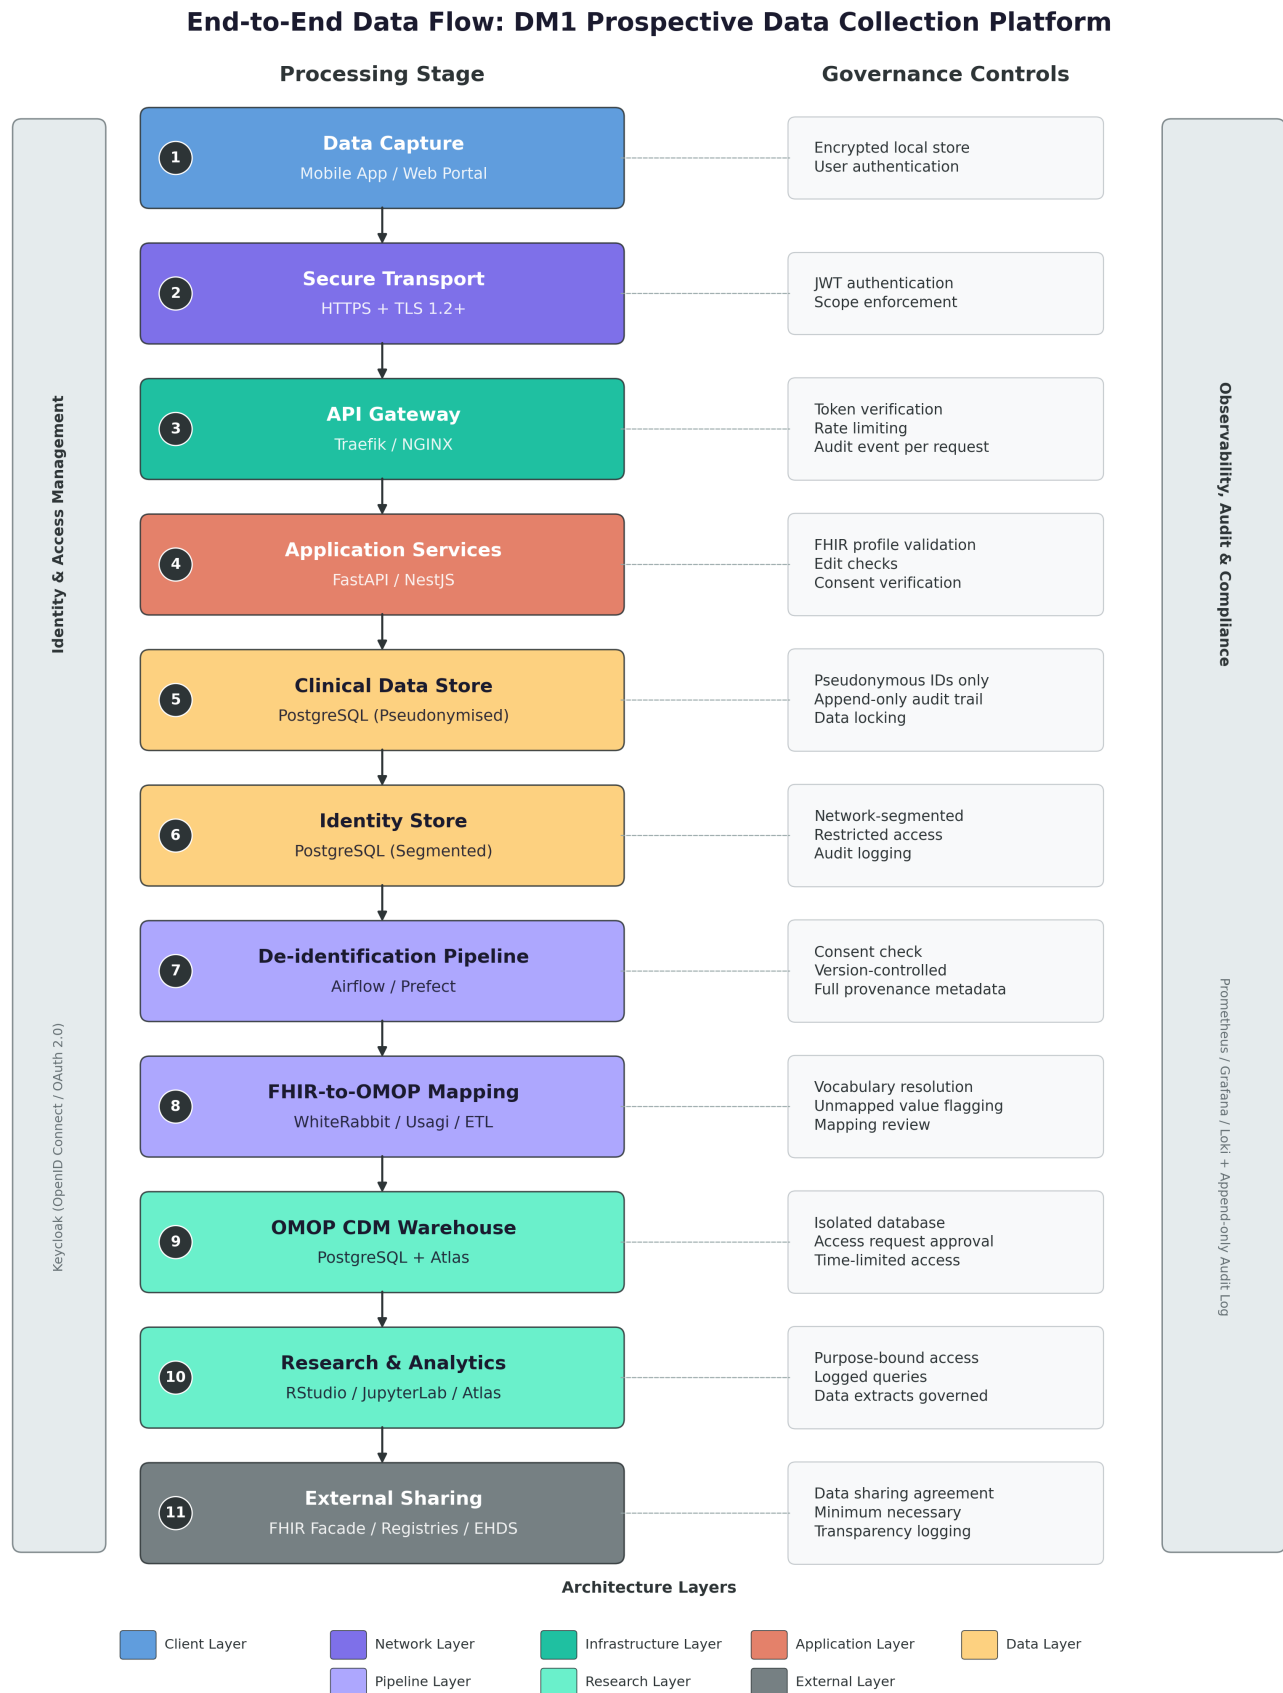 End-to-End Data Flow: DM1 Prospective Data Collection Platform
Processing Stage
Governance Controls
Identity & Access Management
Keycloak (OpenID Connect / OAuth 2.0)
1
Data Capture
Mobile App / Web Portal
Encrypted local store
User authentication
2
Secure Transport
HTTPS + TLS 1.2+
JWT authentication
Scope enforcement
3
API Gateway
Traefik / NGINX
Token verification
Rate limiting
Audit event per request
4
Application Services
FastAPI / NestJS
FHIR profile validation
Edit checks
Consent verification
5
Clinical Data Store
PostgreSQL (Pseudonymised)
Pseudonymous IDs only
Append-only audit trail
Data locking
6
Identity Store
PostgreSQL (Segmented)
Network-segmented
Restricted access
Audit logging
7
De-identification Pipeline
Airflow / Prefect
Consent check
Version-controlled
Full provenance metadata
8
FHIR-to-OMOP Mapping
WhiteRabbit / Usagi / ETL
Vocabulary resolution
Unmapped value flagging
Mapping review
9
OMOP CDM Warehouse
PostgreSQL + Atlas
Isolated database
Access request approval
Time-limited access
10
Research & Analytics
RStudio / JupyterLab / Atlas
Purpose-bound access
Logged queries
Data extracts governed
11
External Sharing
FHIR Facade / Registries / EHDS
Data sharing agreement
Minimum necessary
Transparency logging
Observability, Audit & Compliance
Prometheus / Grafana / Loki + Append-only Audit Log
Architecture Layers
Client Layer
Network Layer
Infrastructure Layer
Application Layer
Data Layer
Pipeline Layer
Research Layer
External Layer